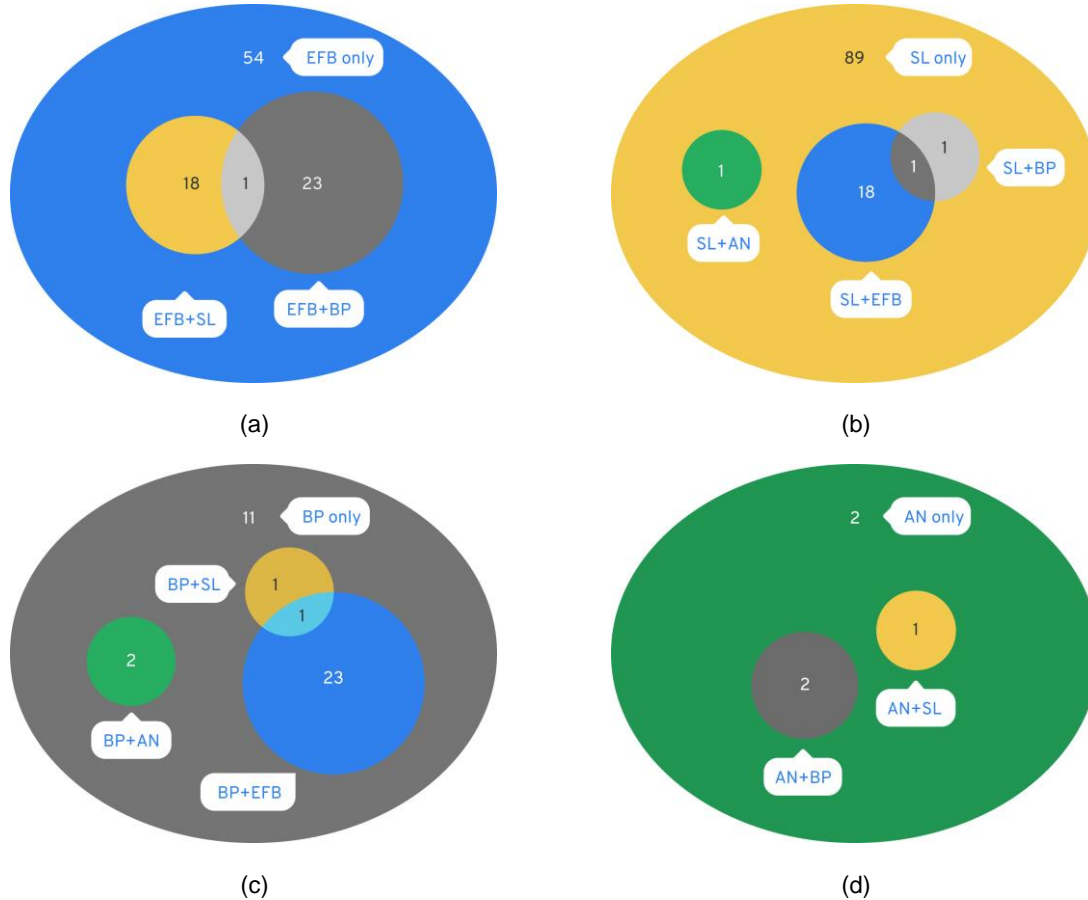 54 EFB only
18 1 23
EFB+SL EFB+BP
(a)
89 SL only
1 18 1 1
SL+BP
SL+AN
SL+EFB
(b)
11 BP only
BP+SL 1
1
2 23
BP+AN
BP+EFB
(c)
2 AN only
1
2
AN+SL
AN+BP
(d)